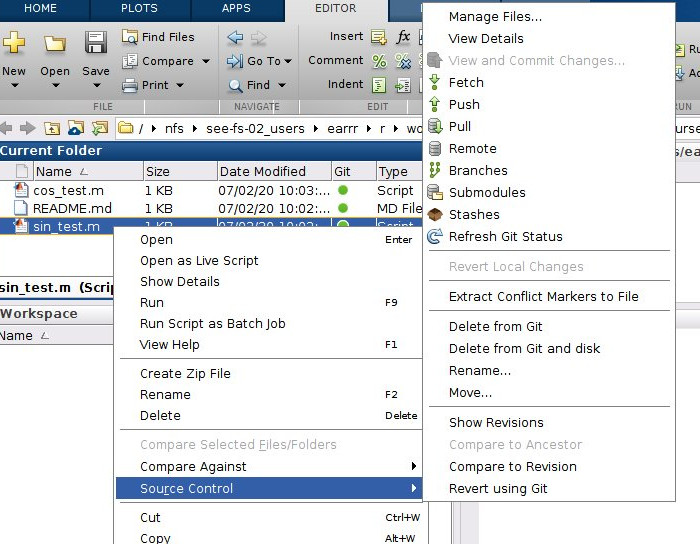 HOME PLOTS APPS EDITOR
Find Files
Insert fx
New Open Save
Compare
Go To
Comment %
Print
Find
Indent
FILE NAVIGATE EDIT
/ nfs see-fs-02_users earrr r
Current Folder
Name Size Date Modified Git Type
cos_test.m 1 KB 07/02/20 10:03:... Script
README.md 1 KB 07/02/20 10:02:... MD File
sin_test.m 1 KB 07/02/20 10:02:... Script
sin_test.m (Scrip
Workspace
Name
Open Enter
Open as Live Script
Show Details
Run F9
Run Script as Batch Job
View Help F1
Create Zip File
Rename F2
Delete Delete
Compare Selected Files/Folders
Compare Against
Source Control
Cut Ctrl+W
Copy Alt+W
Manage Files...
View Details
View and Commit Changes...
Fetch
Push
Pull
Remote
Branches
Submodules
Stashes
Refresh Git Status
Revert Local Changes
Extract Conflict Markers to File
Delete from Git
Delete from Git and disk
Rename...
Move...
Show Revisions
Compare to Ancestor
Compare to Revision
Revert using Git